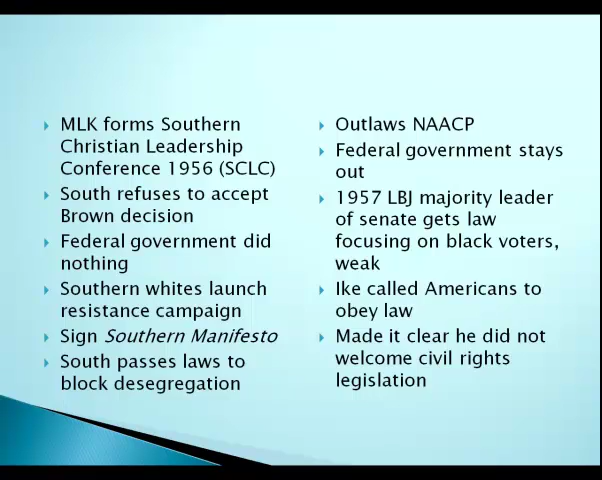 MLK forms Southern
Christian Leadership
Conference 1956 (SCLC)
South refuses to accept
Brown decision
Federal government did
nothing
Southern whites launch
resistance campaign
Sign Southern Manifesto
South passes laws to
block desegregation
Outlaws NAACP
Federal government stays
out
1957 LBJ majority leader
of senate gets law
focusing on black voters,
weak
Ike called Americans to
obey law
Made it clear he did not
welcome civil rights
legislation